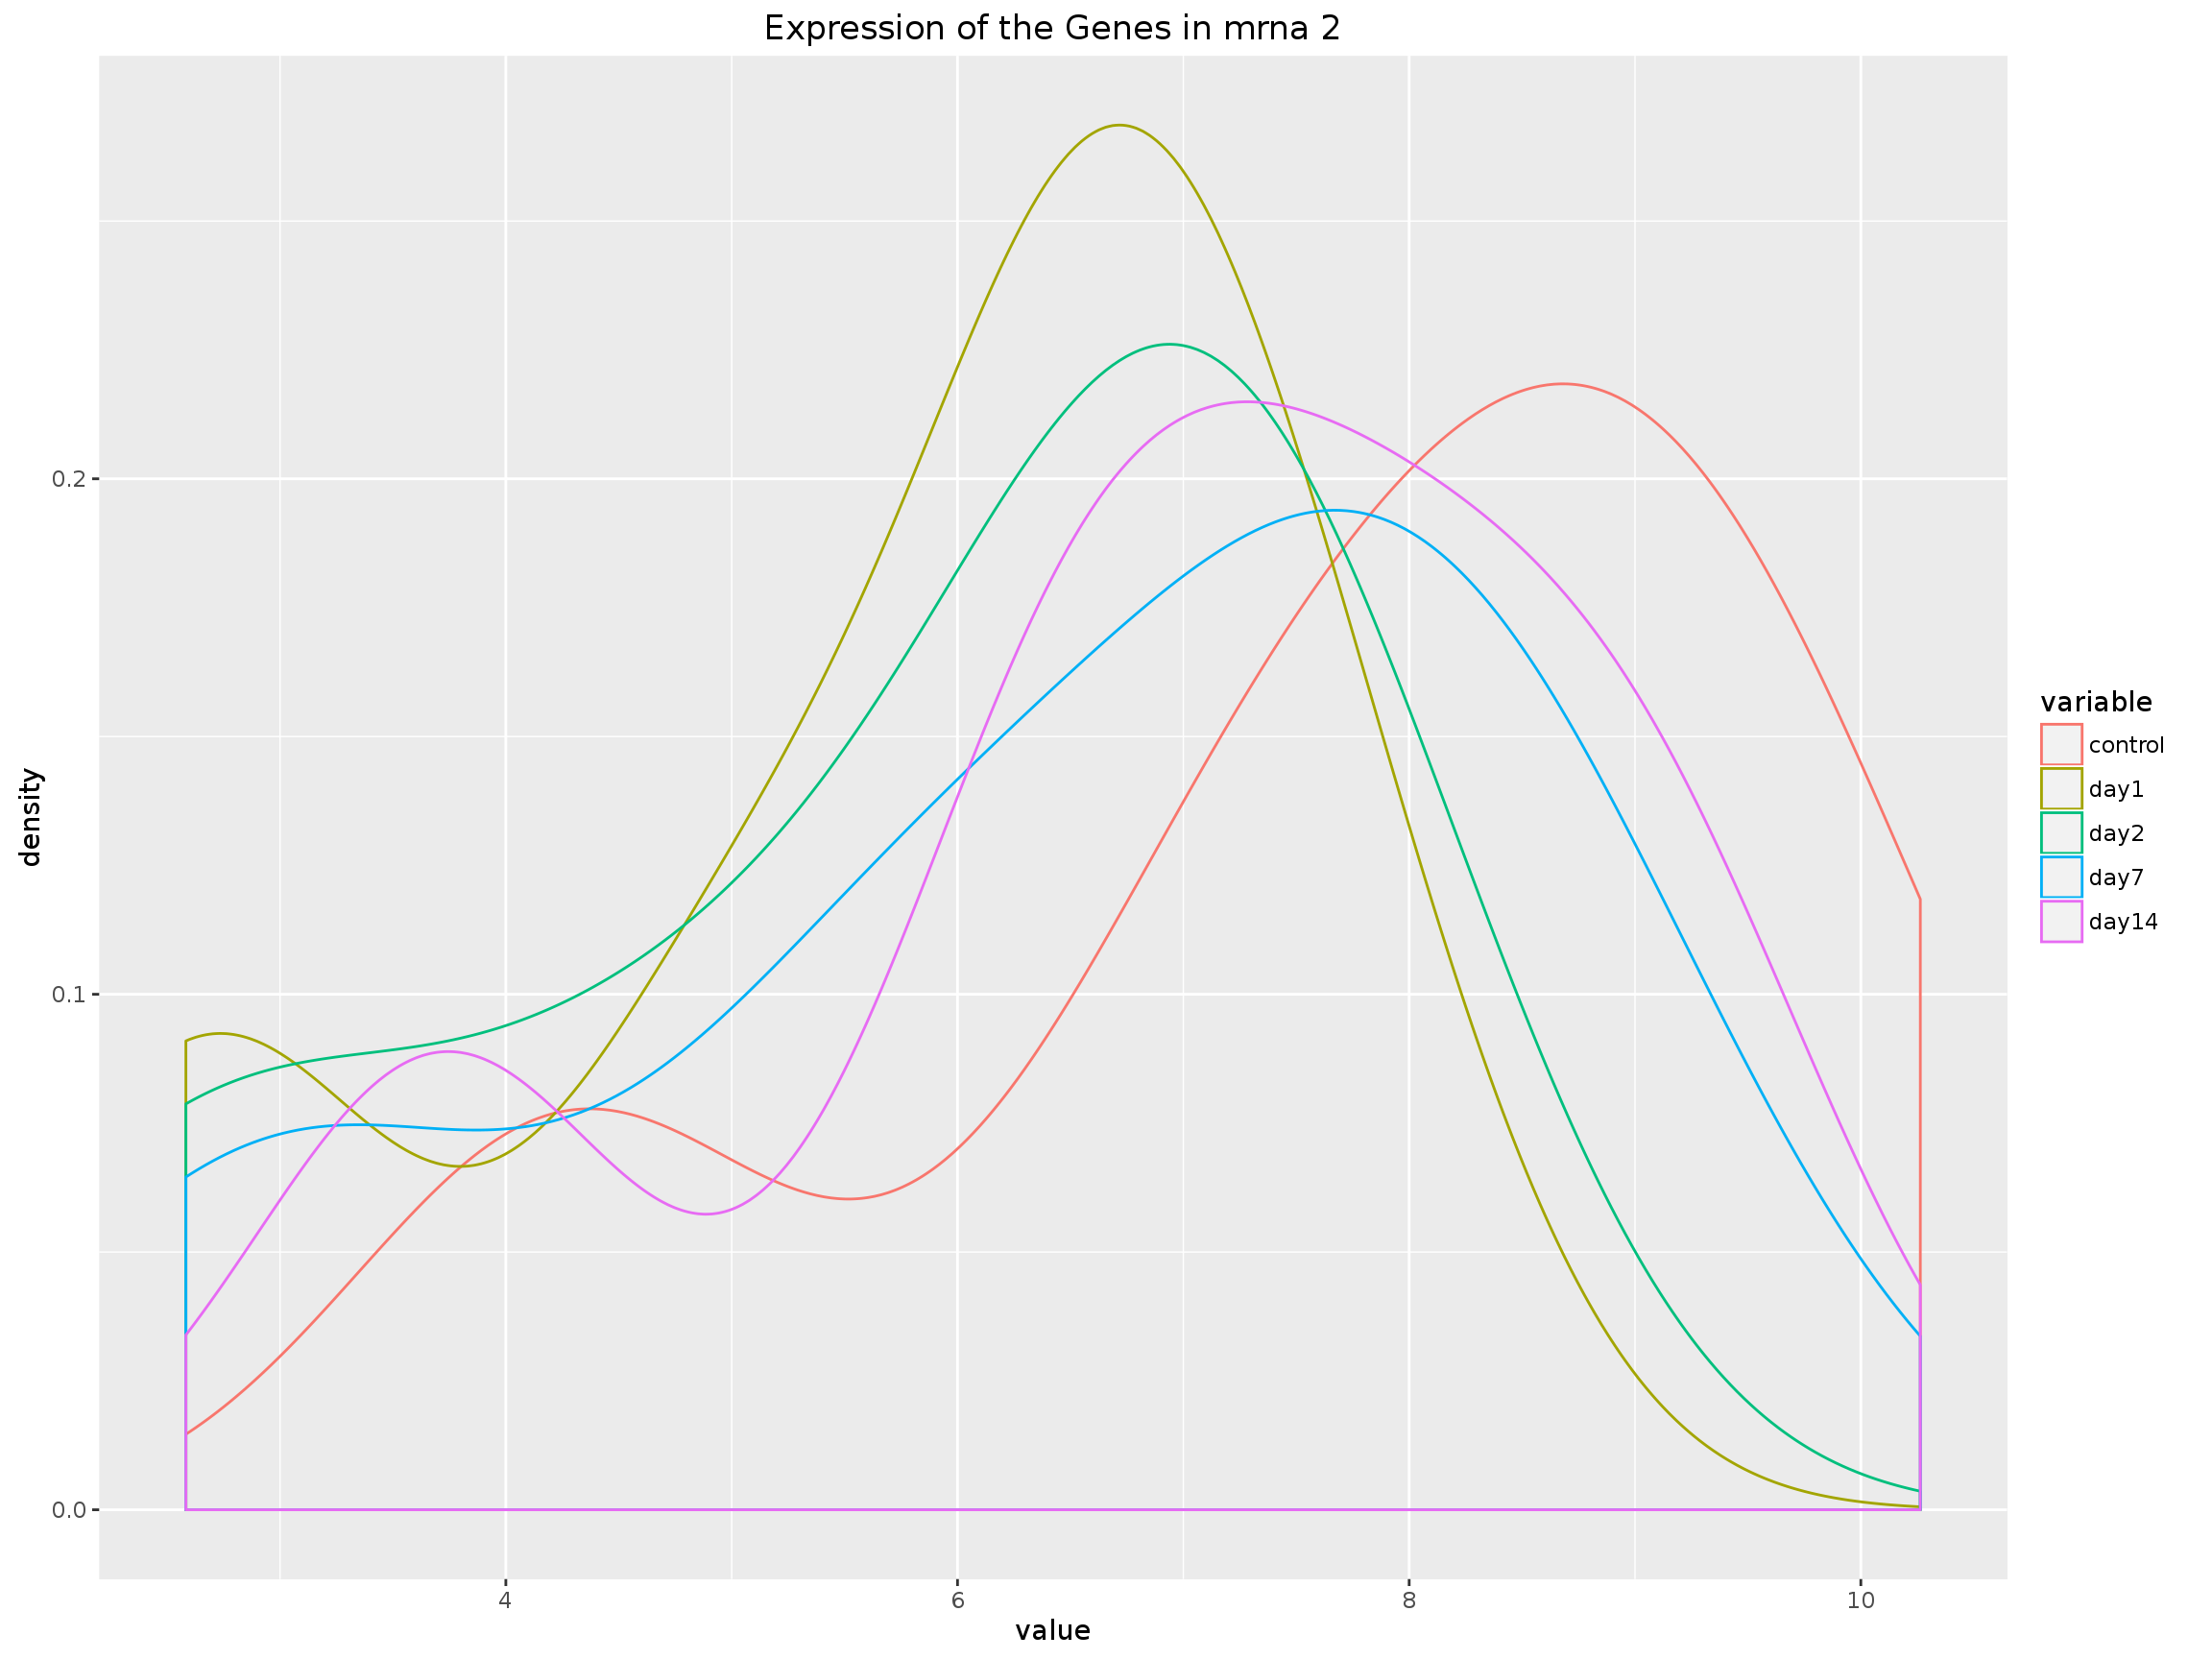 Expression of the Genes in mrna 2
density
0.2
0.1
0.0
4
6
8
10
value
variable
control
day1
day2
day7
day14